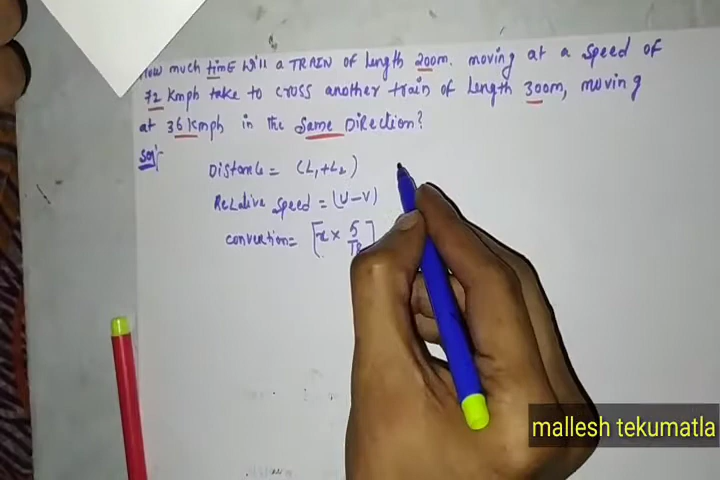 How much time will a TRAIN of Length 200m. moving at a speed of
72 Kmph take to cross another train of Length 300m, moving
at 36 Kmph in the Same Direction?
Sol:-
Distance = (L₁+L₂)
Relative speed = (U-V)
convertion= [x × 5/18]
mallesh tekumatla